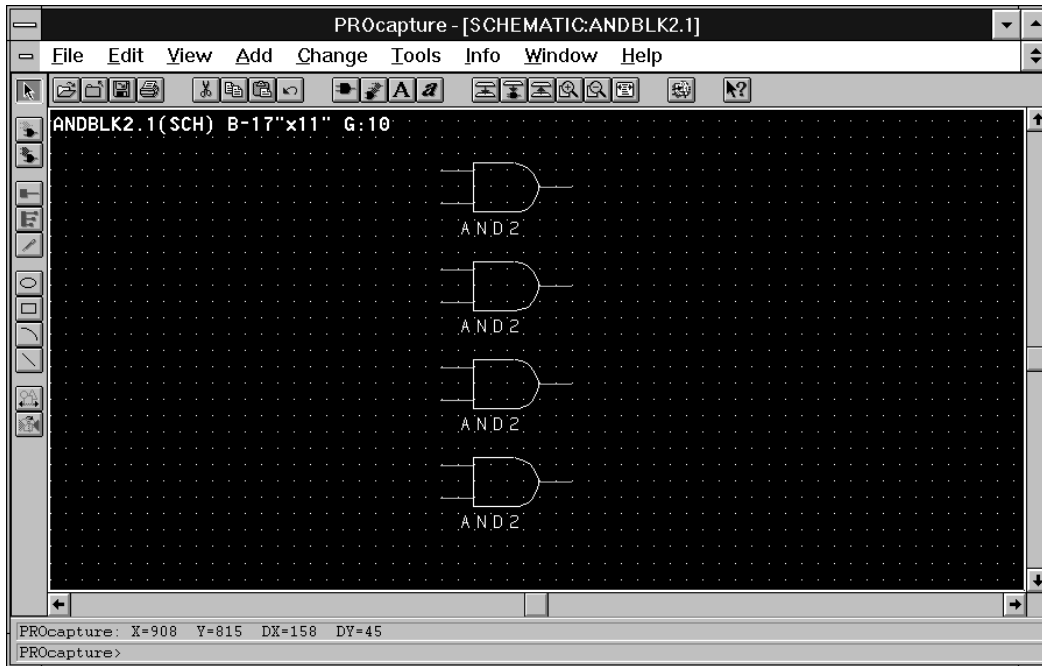 PROcapture - [SCHEMATIC:ANDBLK2.1]
File Edit View Add Change Tools Info Window Help
A a
ANDBLK2.1(SCH) B-17"x11" G:10
AND2
AND2
AND2
AND2
PROcapture: X=908 Y=815 DX=158 DY=45
PROcapture>